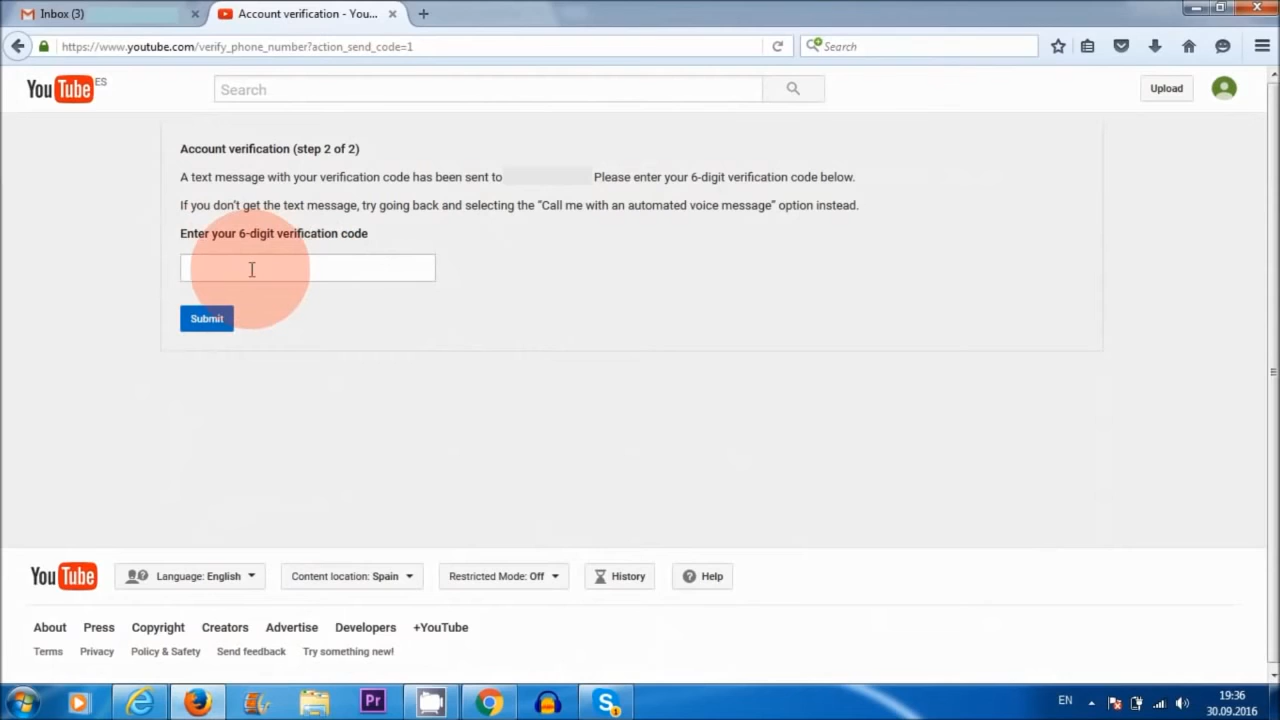 Inbox (3)
Account verification - You...
https://www.youtube.com/verify_phone_number?action_send_code=1
Search
YouTube ES
Search
Upload
Account verification (step 2 of 2)
A text message with your verification code has been sent to Please enter your 6-digit verification code below.
If you don't get the text message, try going back and selecting the “Call me with an automated voice message” option instead.
Enter your 6-digit verification code
Submit
YouTube Language: English Content location: Spain Restricted Mode: Off History Help
About Press Copyright Creators Advertise Developers +YouTube
Terms Privacy Policy & Safety Send feedback Try something new!
Pr
S 1
EN
19:36
30.09.2016